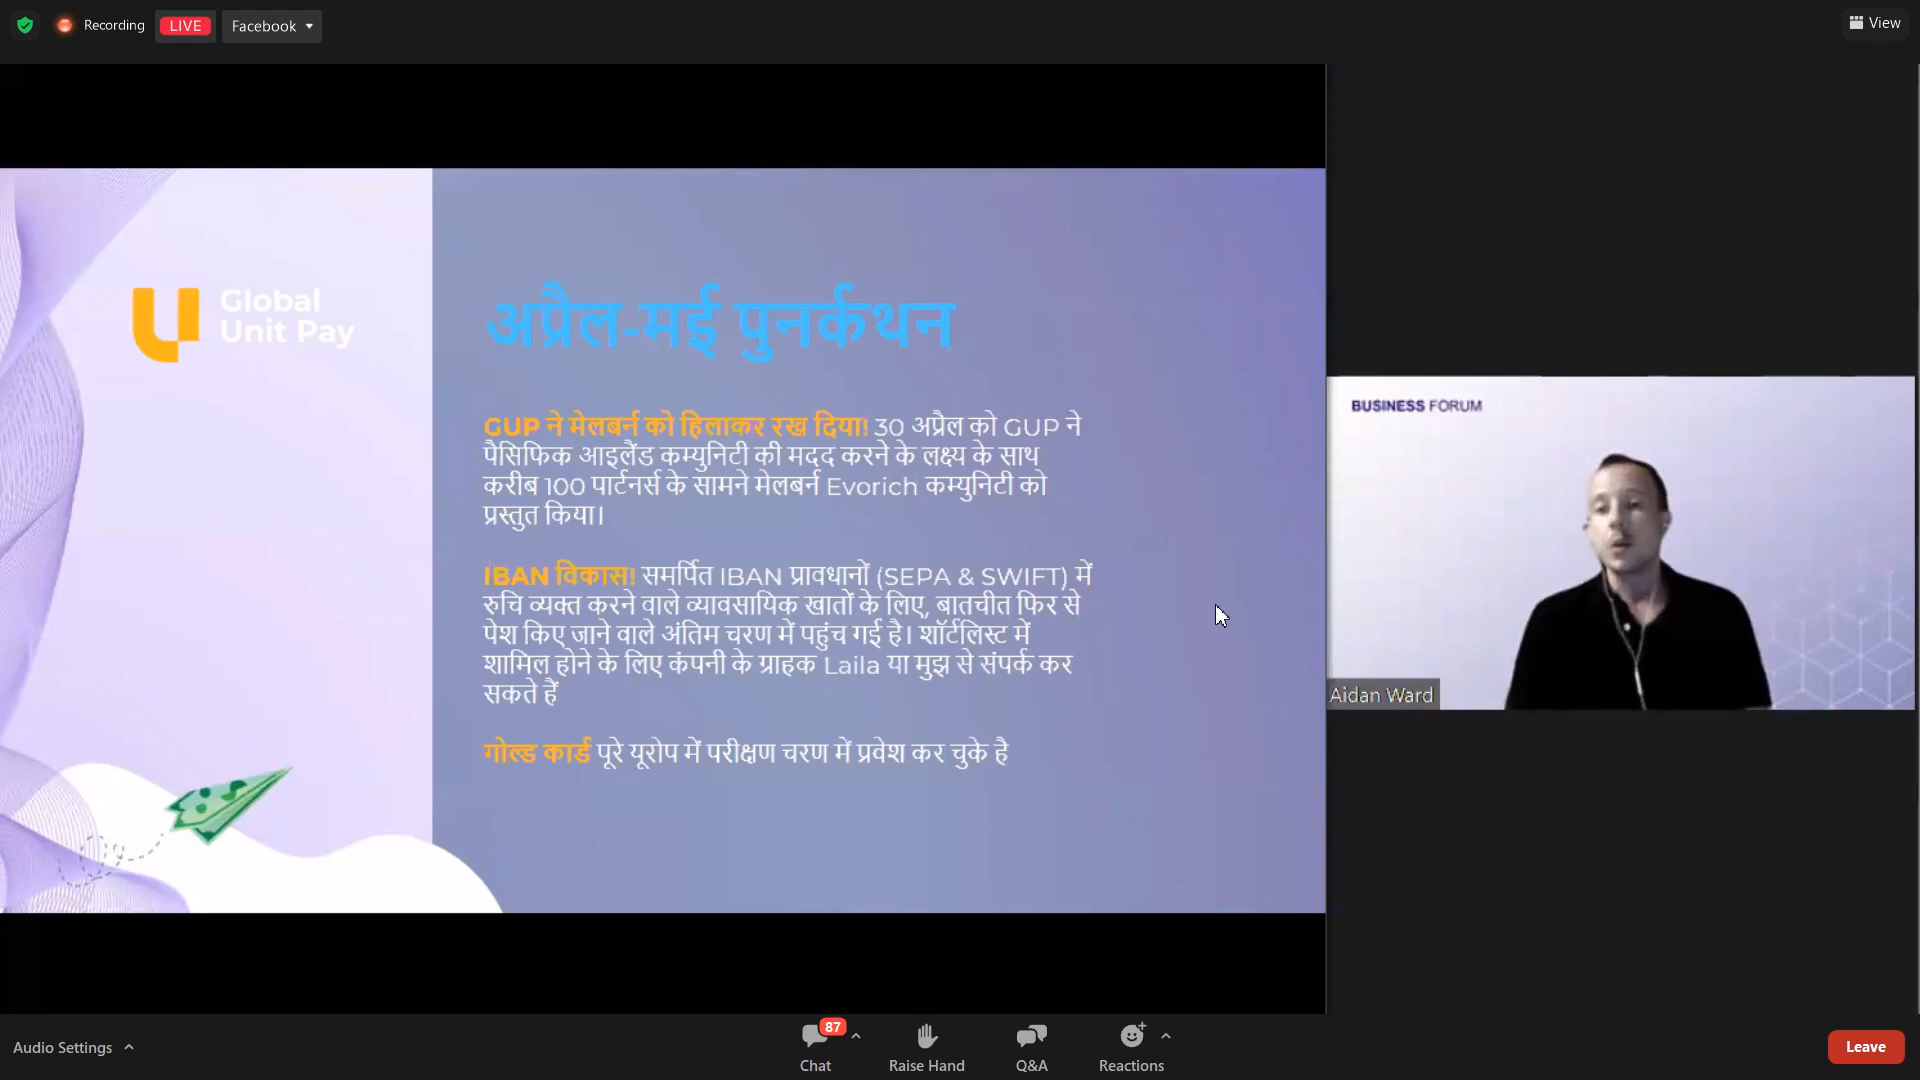 Recording
LIVE
Facebook
View
Global
Unit Pay
अप्रैल-मई पुनर्कथन
GUP ने मेलबर्न को हिलाकर रख दिया! 30 अप्रैल को GUP ने
पैसिफिक आइलैंड कम्युनिटी की मदद करने के लक्ष्य के साथ
करीब 100 पार्टनर्स के सामने मेलबर्न Evorich कम्युनिटी को
प्रस्तुत किया।
IBAN विकास! समर्पित IBAN प्रावधानों (SEPA & SWIFT) में
रुचि व्यक्त करने वाले व्यावसायिक खातों के लिए, बातचीत फिर से
पेश किए जाने वाले अंतिम चरण में पहुंच गई है। शॉर्टलिस्ट में
शामिल होने के लिए कंपनी के ग्राहक Laila या मुझ से संपर्क कर
सकते हैं
गोल्ड कार्ड पूरे यूरोप में परीक्षण चरण में प्रवेश कर चुके है
BUSINESS FORUM
Aidan Ward
Audio Settings
87
Chat
Raise Hand
Q&A
Reactions
Leave